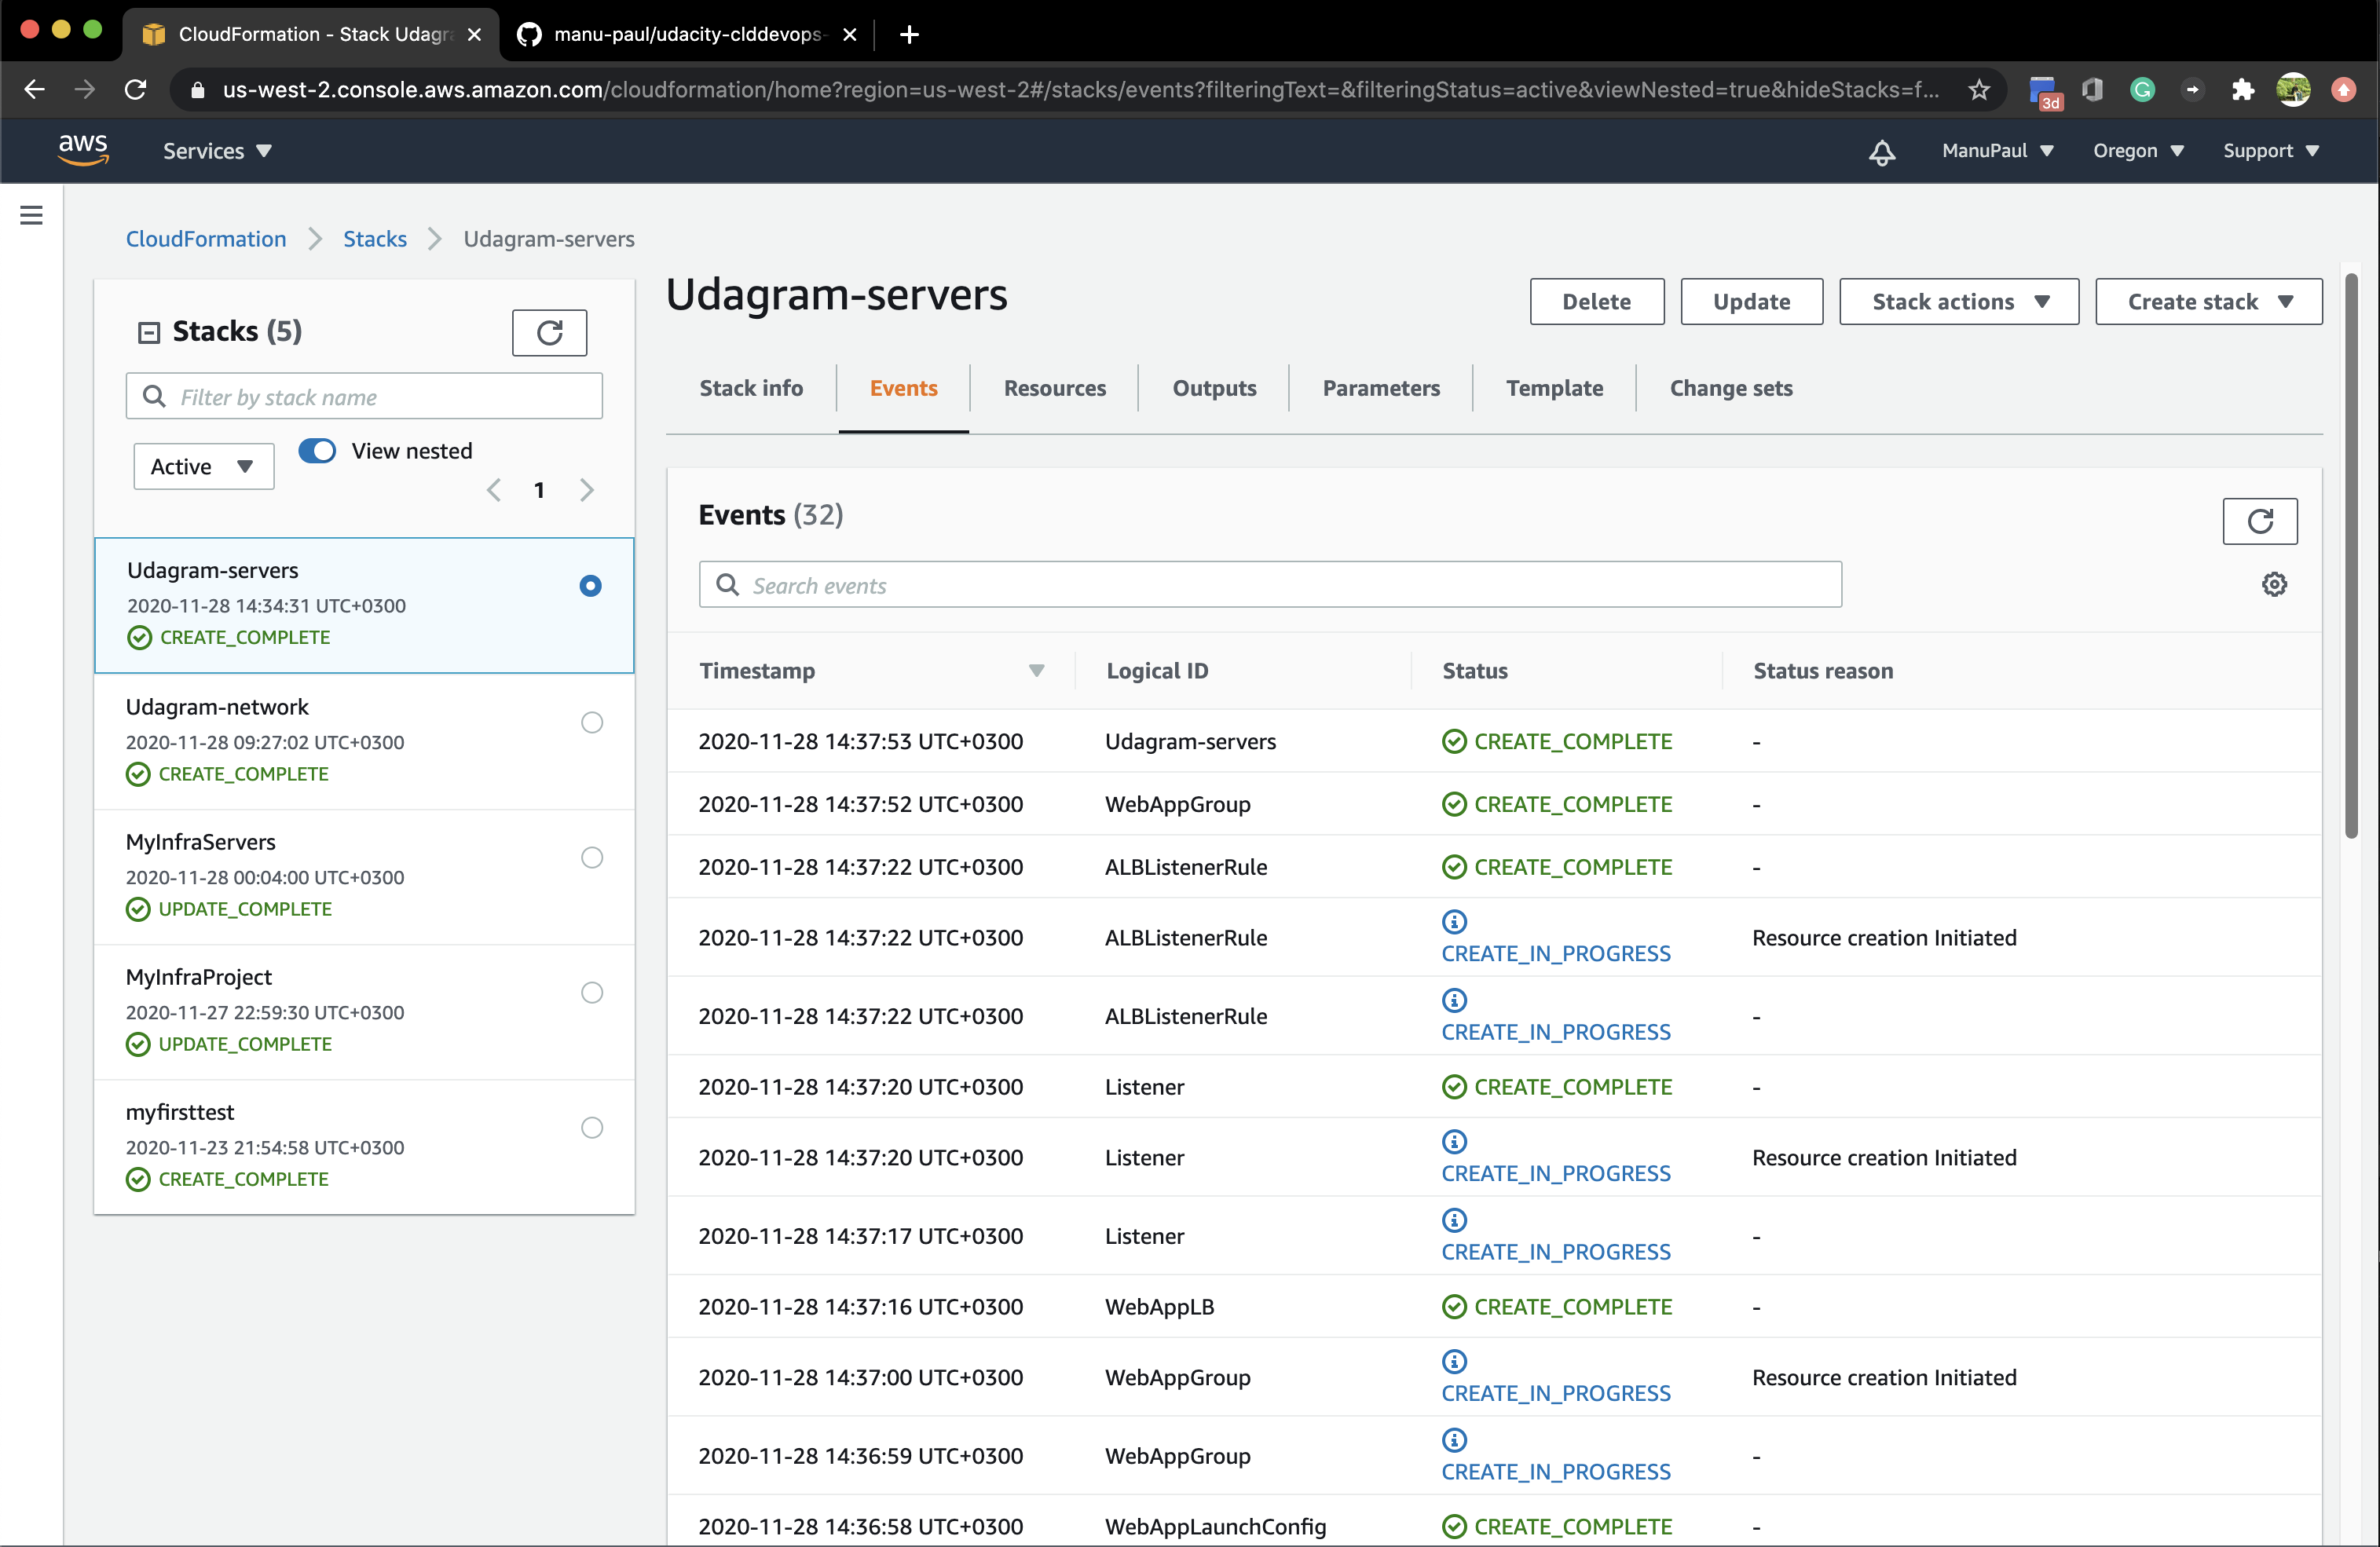 CloudFormation - Stack Udagra
manu-paul/udacity-clddevops-
us-west-2.console.aws.amazon.com/cloudformation/home?region=us-west-2#/stacks/events?filteringText=&filteringStatus=active&viewNested=true&hideStacks=f...
3d
aws
Services
ManuPaul
Oregon
Support
CloudFormation
Stacks
Udagram-servers
Stacks (5)
Filter by stack name
Active
View nested
1
Udagram-servers
2020-11-28 14:34:31 UTC+0300
CREATE_COMPLETE
Udagram-network
2020-11-28 09:27:02 UTC+0300
CREATE_COMPLETE
MyInfraServers
2020-11-28 00:04:00 UTC+0300
UPDATE_COMPLETE
MyInfraProject
2020-11-27 22:59:30 UTC+0300
UPDATE_COMPLETE
myfirsttest
2020-11-23 21:54:58 UTC+0300
CREATE_COMPLETE
Udagram-servers
Delete
Update
Stack actions
Create stack
Stack info
Events
Resources
Outputs
Parameters
Template
Change sets
Events (32)
Search events
Timestamp Logical ID Status Status reason
2020-11-28 14:37:53 UTC+0300 Udagram-servers CREATE_COMPLETE -
2020-11-28 14:37:52 UTC+0300 WebAppGroup CREATE_COMPLETE -
2020-11-28 14:37:22 UTC+0300 ALBListenerRule CREATE_COMPLETE -
2020-11-28 14:37:22 UTC+0300 ALBListenerRule CREATE_IN_PROGRESS Resource creation Initiated
2020-11-28 14:37:22 UTC+0300 ALBListenerRule CREATE_IN_PROGRESS -
2020-11-28 14:37:20 UTC+0300 Listener CREATE_COMPLETE -
2020-11-28 14:37:20 UTC+0300 Listener CREATE_IN_PROGRESS Resource creation Initiated
2020-11-28 14:37:17 UTC+0300 Listener CREATE_IN_PROGRESS -
2020-11-28 14:37:16 UTC+0300 WebAppLB CREATE_COMPLETE -
2020-11-28 14:37:00 UTC+0300 WebAppGroup CREATE_IN_PROGRESS Resource creation Initiated
2020-11-28 14:36:59 UTC+0300 WebAppGroup CREATE_IN_PROGRESS -
2020-11-28 14:36:58 UTC+0300 WebAppLaunchConfig CREATE_COMPLETE -